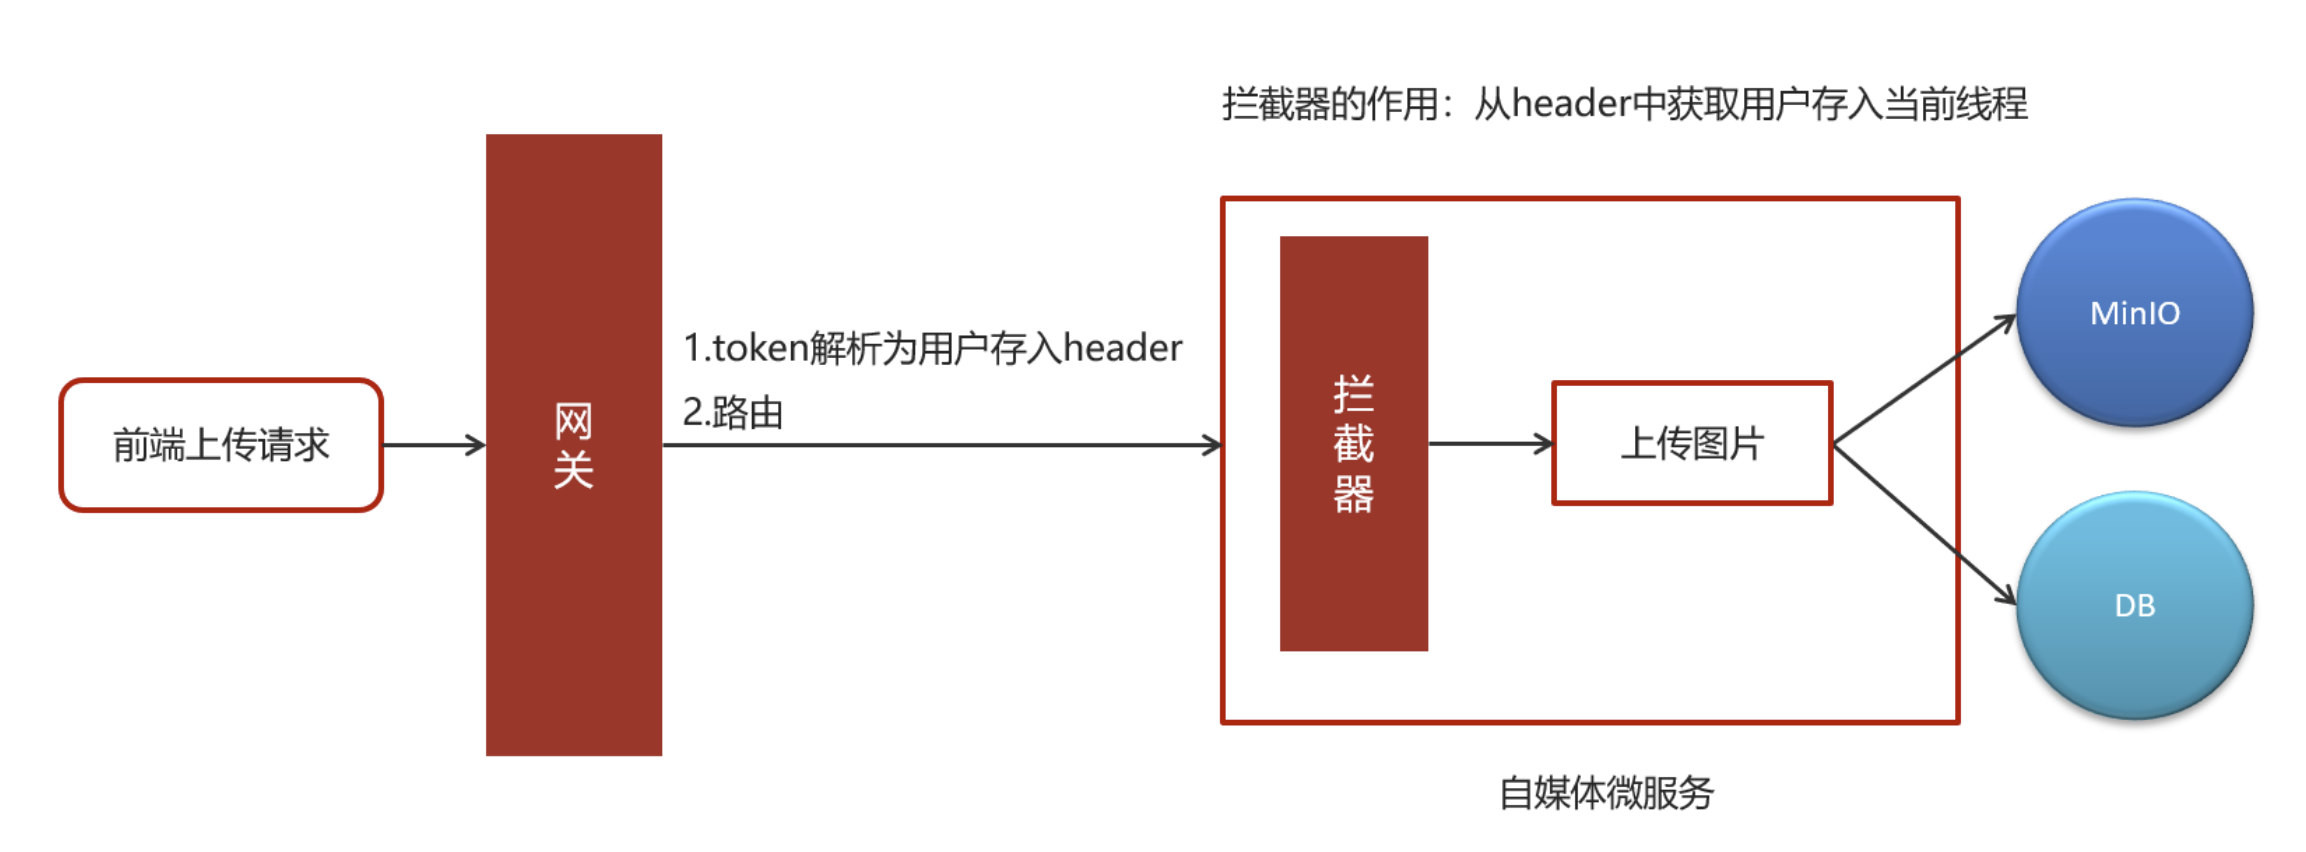 拦截器的作用：从header中获取用户存入当前线程
前端上传请求
网关
1.token解析为用户存入header
2.路由
拦截器
上传图片
MinIO
DB
自媒体微服务